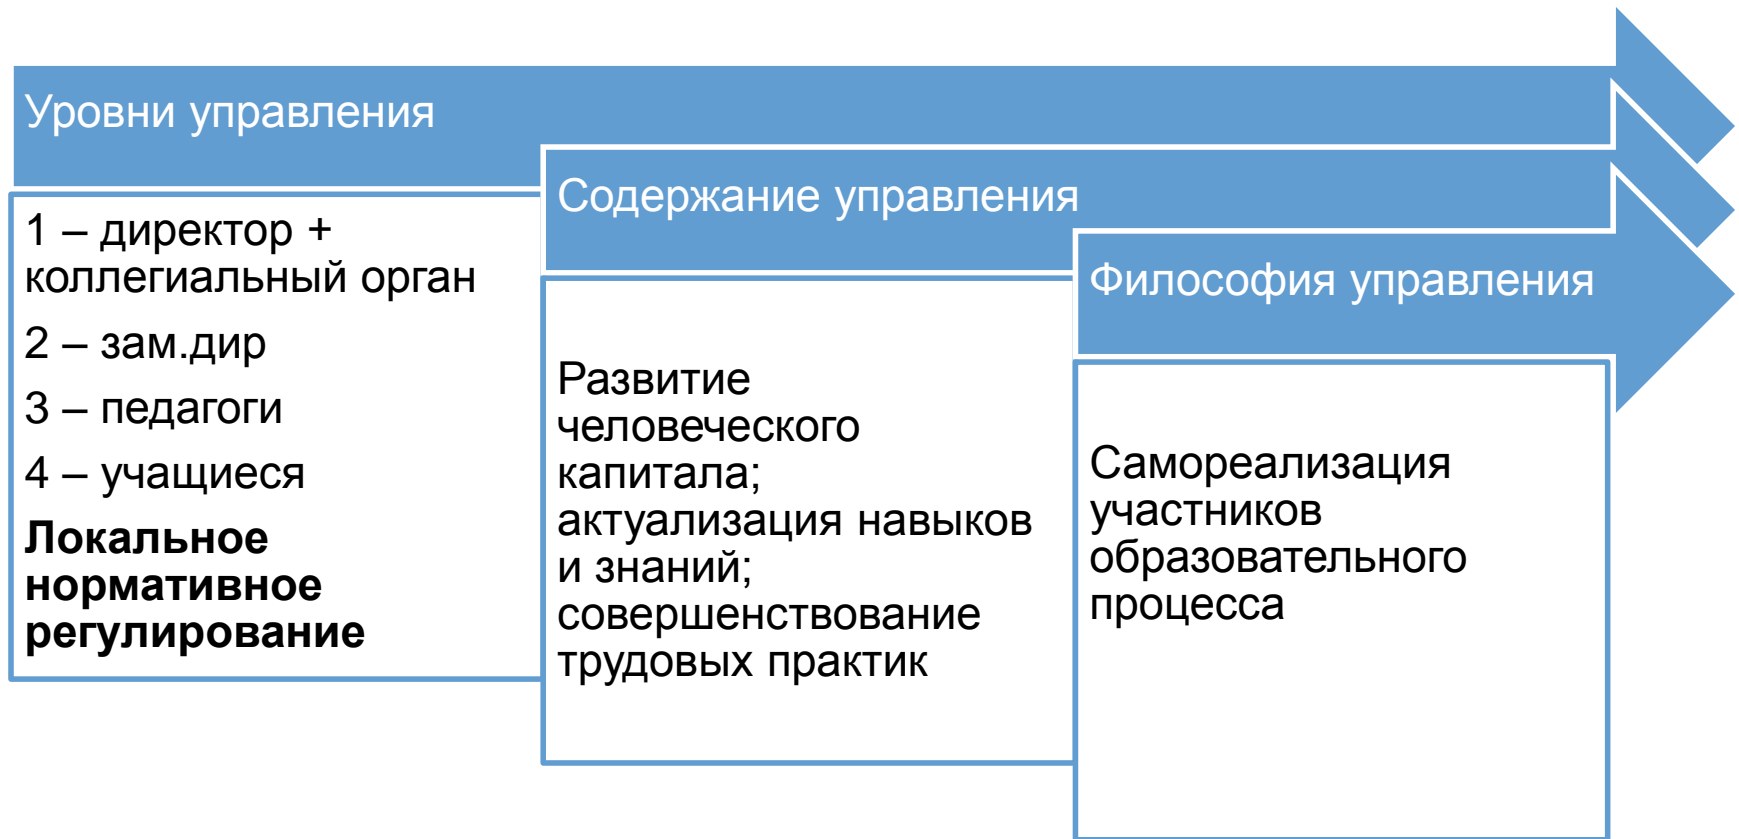 Уровни управления
1 – директор +
коллегиальный орган
2 – зам.дир
3 – педагоги
4 – учащиеся
Локальное
нормативное
регулирование
Содержание управления
Развитие
человеческого
капитала;
актуализация навыков
и знаний;
совершенствование
трудовых практик
Философия управления
Самореализация
участников
образовательного
процесса